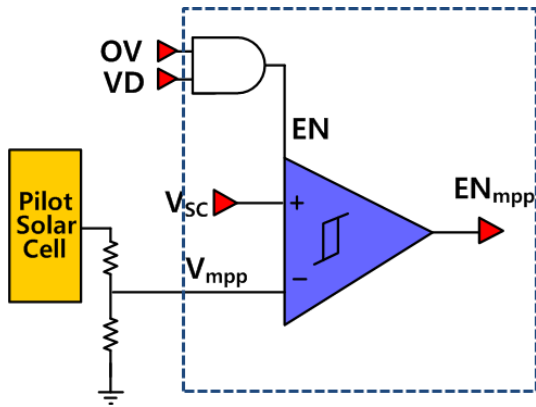 OV
VD
EN
Pilot
Solar
Cell
VSC
+
ENmpp
Vmpp
−